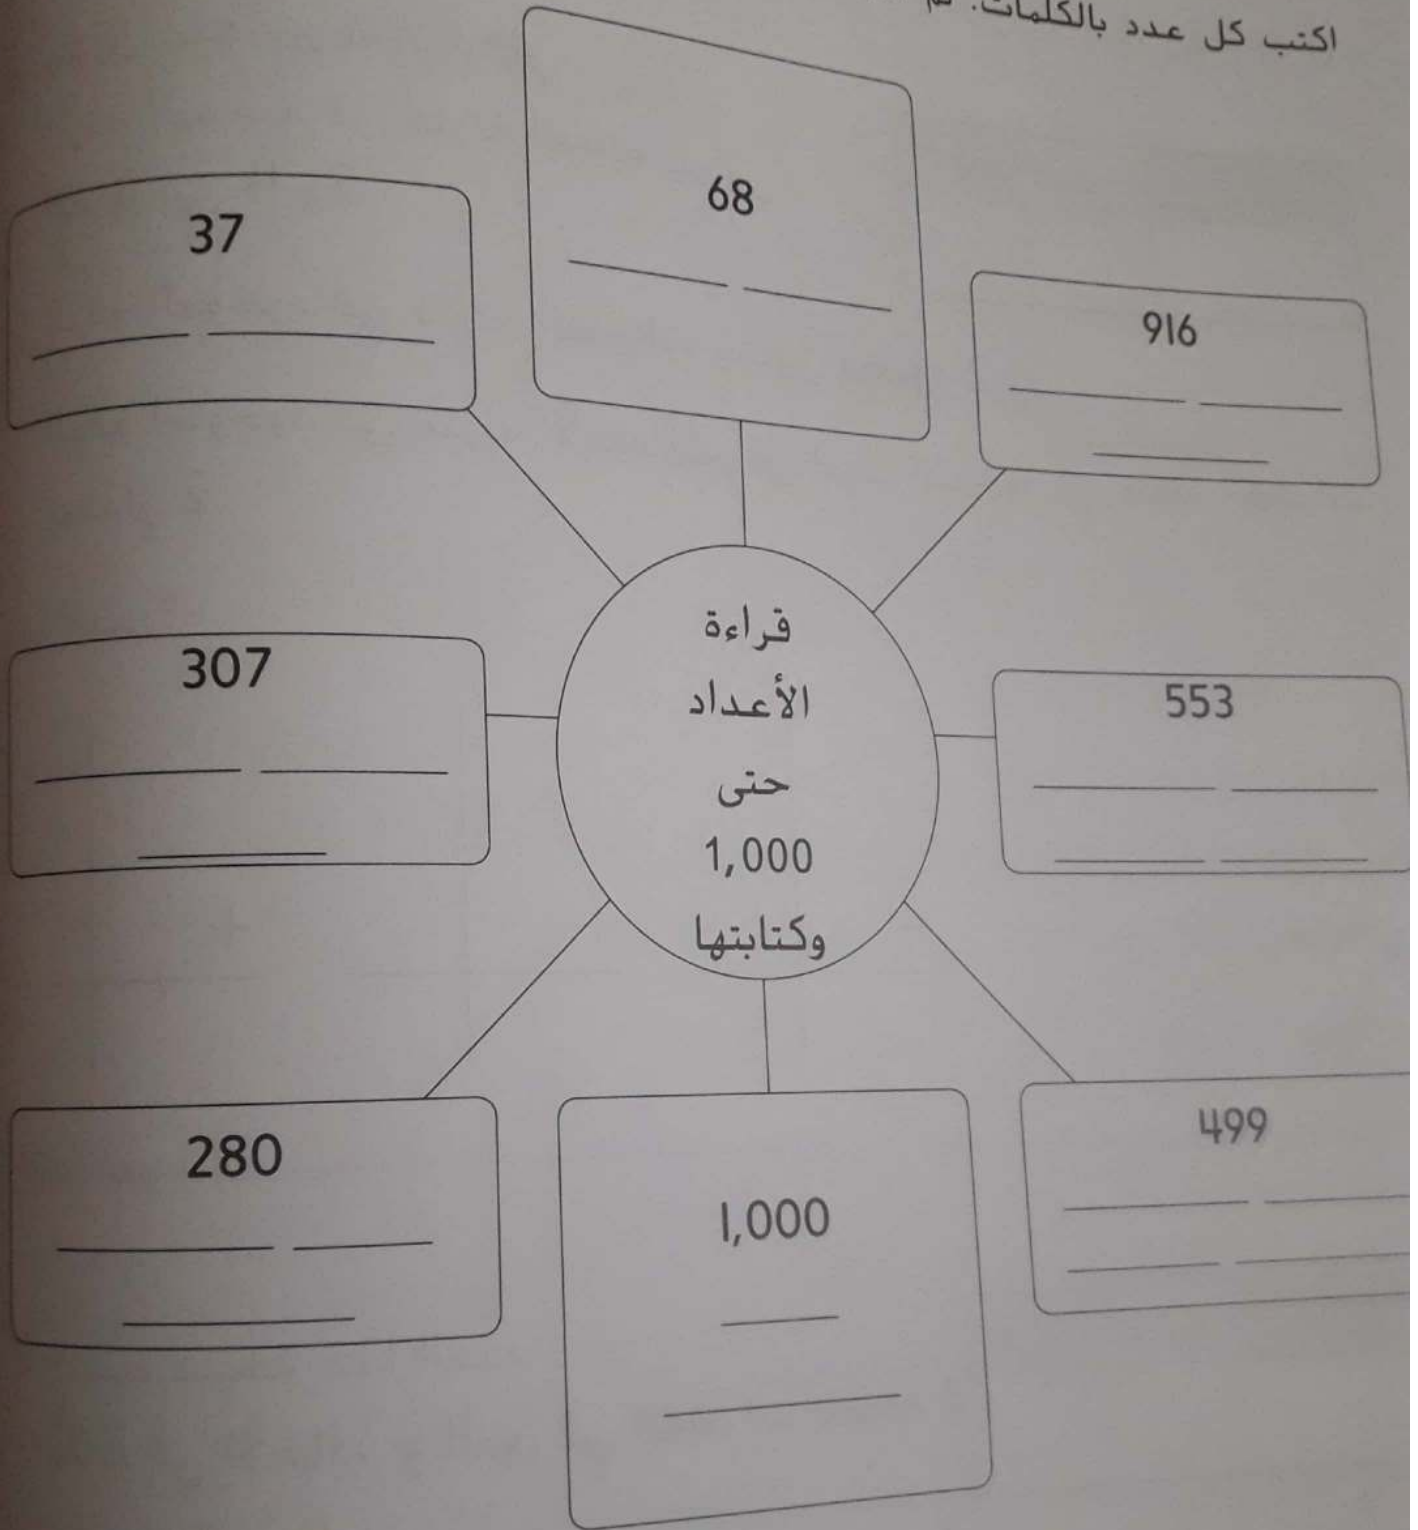 اكتب كل عدد بالكلمات.
68
37
916
قراءة
الأعداد
حتى
1,000
وكتابتها
307
553
280
1,000
499